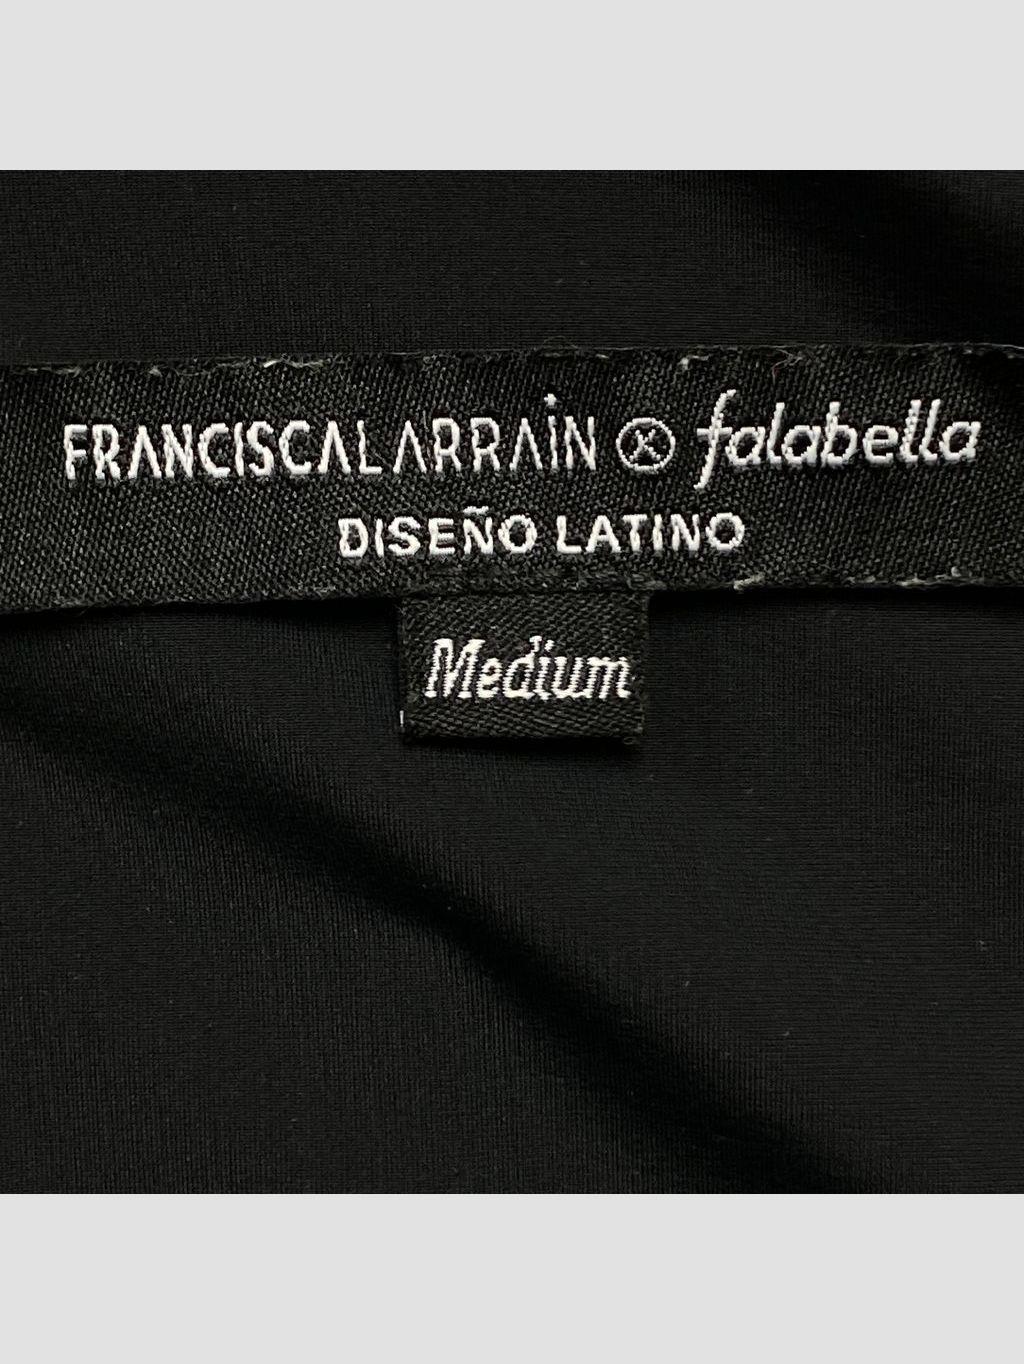 FRANCISCALARRAiN ⓧ falabella
DISEÑO LATINO
Medium